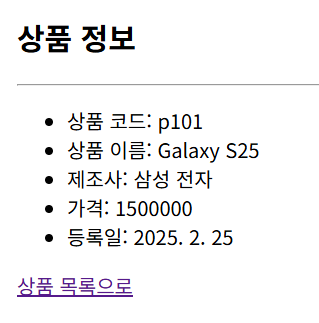 상품 정보
상품 코드: p101
상품 이름: Galaxy S25
제조사: 삼성 전자
가격: 1500000
등록일: 2025. 2. 25
상품 목록으로